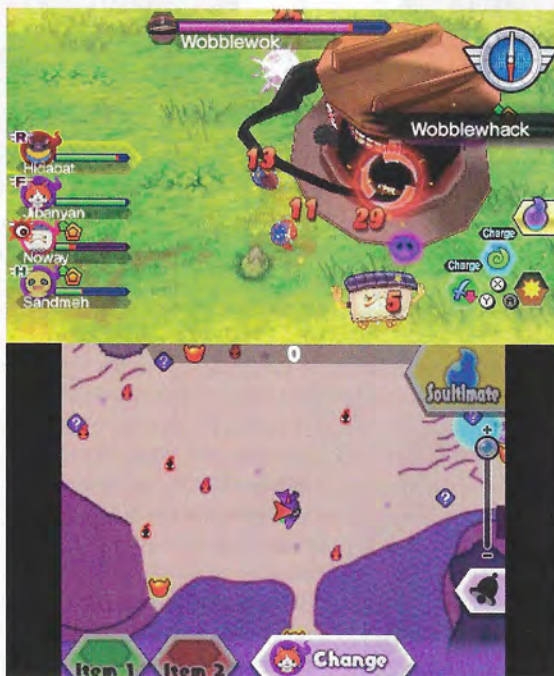 24
Wobblewok
Wobblewhack
R
Hidabat
13
F
Jibanyan
11
29
Noway
Charge
Charge
H
Sandmeh
5
X
Y
A
0
?
?
Soultimate
?
+
?
-
Item 1
Item 2
Change